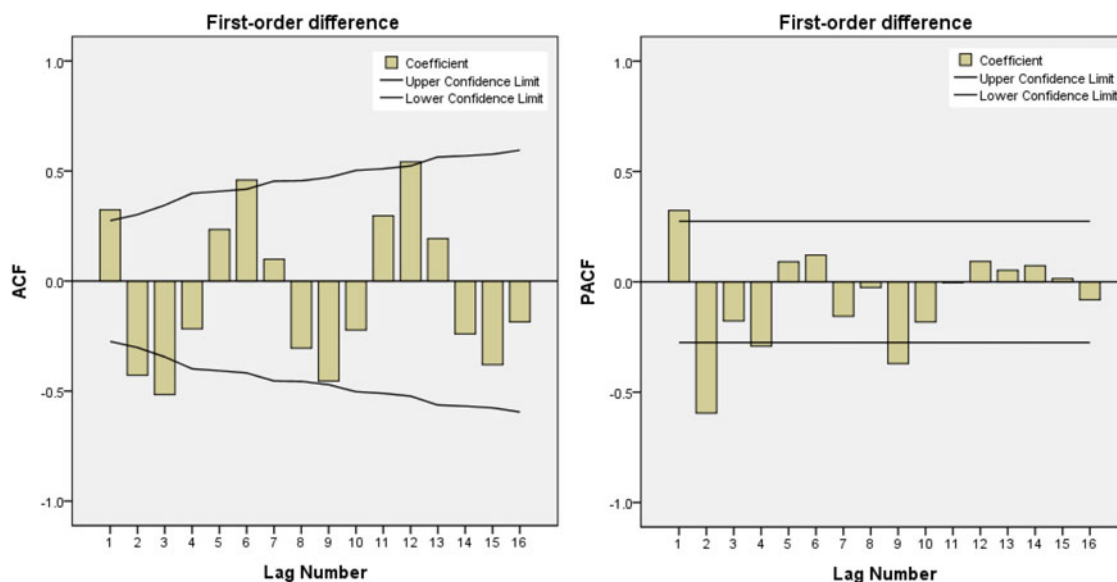 First-order difference
Coefficient
Upper Confidence Limit
Lower Confidence Limit
1.0
0.5
0.0
-0.5
-1.0
ACF
1 2 3 4 5 6 7 8 9 10 11 12 13 14 15 16
Lag Number
First-order difference
Coefficient
Upper Confidence Limit
Lower Confidence Limit
1.0
0.5
0.0
-0.5
-1.0
PACF
1 2 3 4 5 6 7 8 9 10 11 12 13 14 15 16
Lag Number